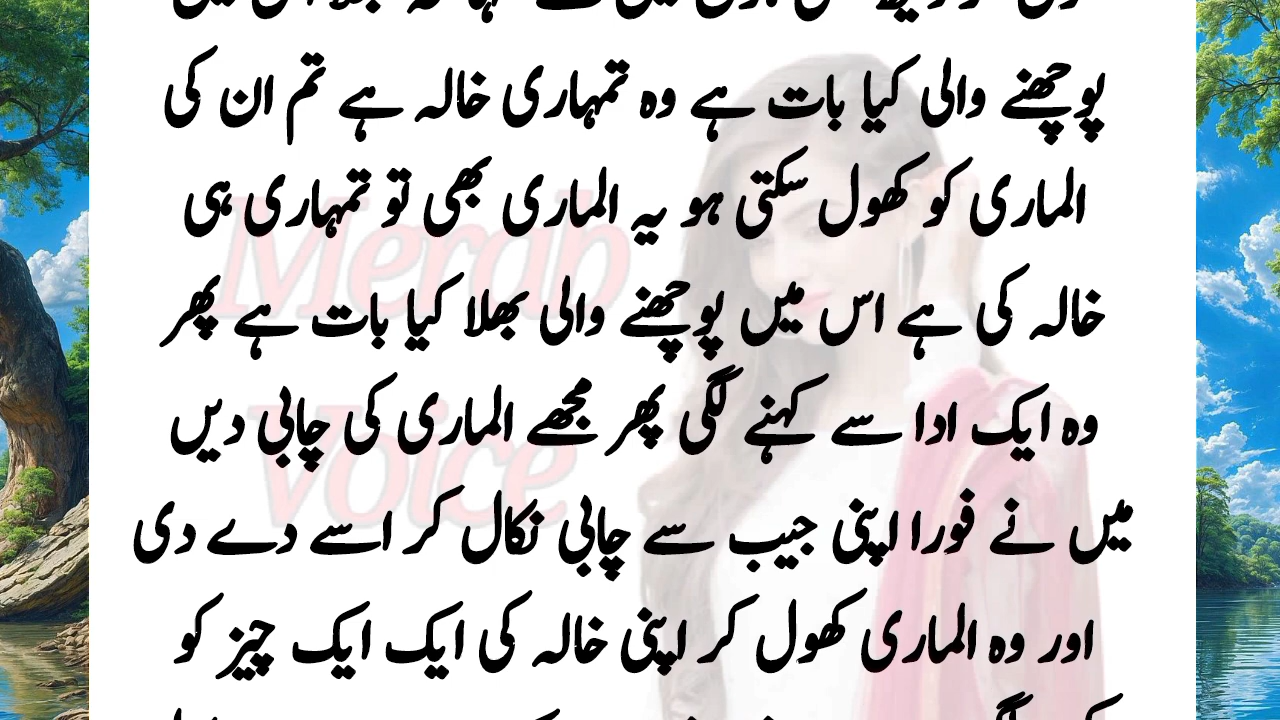 پوچھنے والی کیا بات ہے وہ تمہاری خالہ ہے تم ان کی
الماری کو کھول سکتی ہو یہ الماری بھی تو تمہاری ہی
خالہ کی ہے اس میں پوچھنے والی بھلا کیا بات ہے پھر
وہ ایک ادا سے کہنے لگی پھر مجھے الماری کی چابی دیں
میں نے فورا اپنی جیب سے چابی نکال کر اسے دے دی
اور وہ الماری کھول کر اپنی خالہ کی ایک ایک چیز کو
Merab
Voice